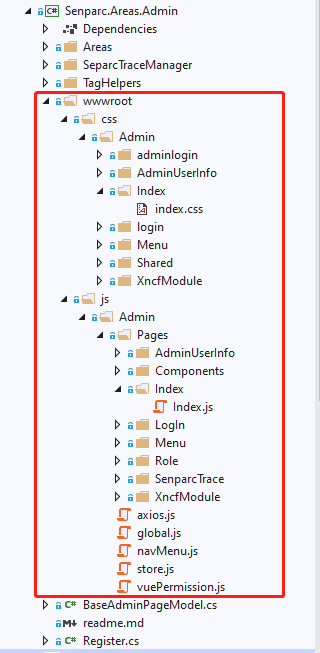 Senparc.Areas.Admin
Dependencies
Areas
SeparcTraceManager
TagHelpers
wwwroot
css
Admin
adminlogin
AdminUserInfo
Index
index.css
login
Menu
Shared
XncfModule
js
Admin
Pages
AdminUserInfo
Components
Index
Index.js
LogIn
Menu
Role
SenparcTrace
XncfModule
axios.js
global.js
navMenu.js
store.js
vuePermission.js
C# BaseAdminPageModel.cs
readme.md
C# Register.cs